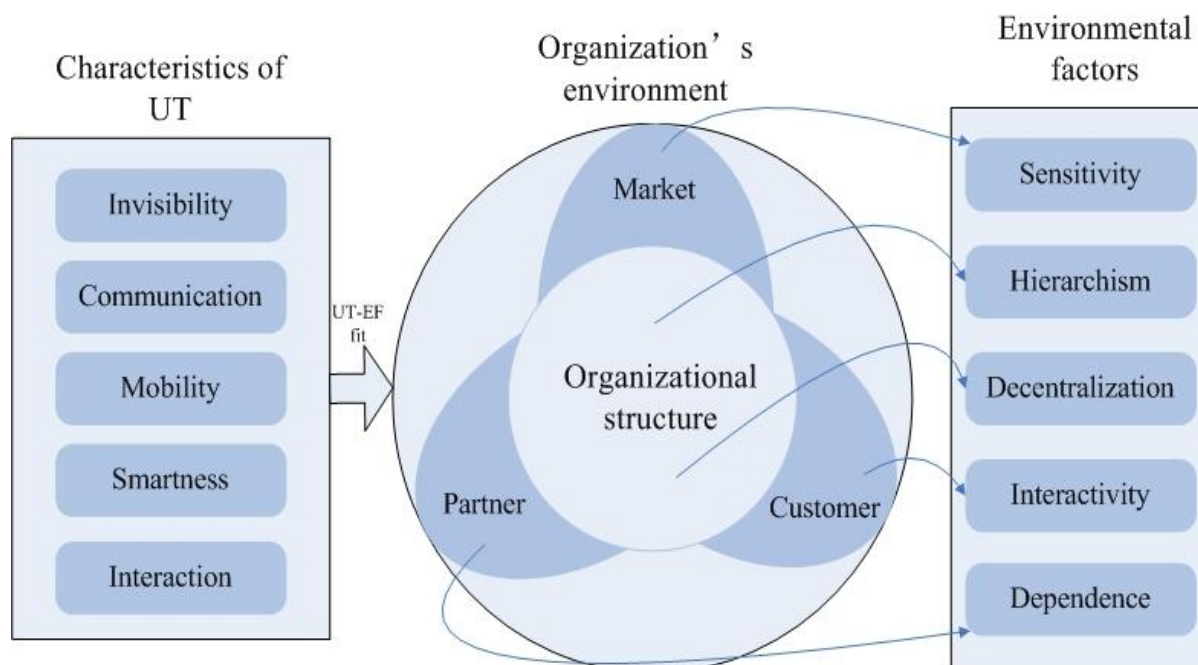 Characteristics of
UT
Invisibility
Communication
Mobility
Smartness
Interaction
UT-EF
fit
Organization’s
environment
Market
Organizational
structure
Partner
Customer
Environmental
factors
Sensitivity
Hierarchism
Decentralization
Interactivity
Dependence